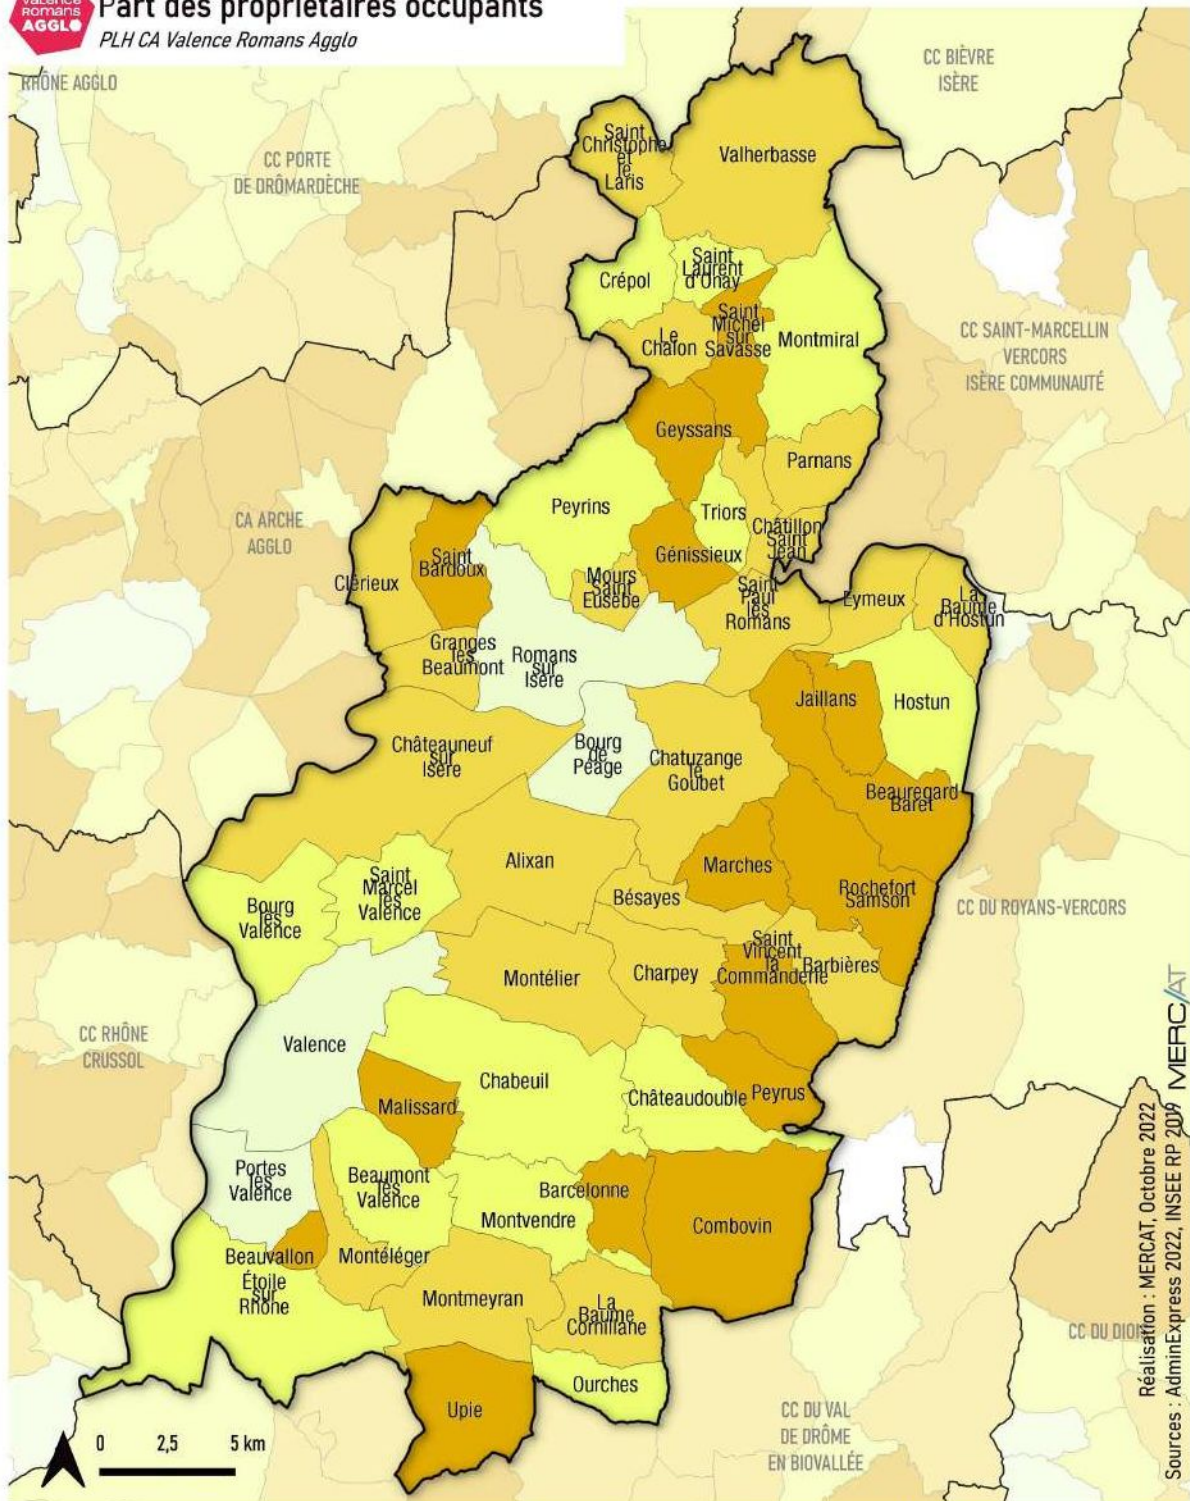 Valence
Romans
AGGLO
Part des propriétaires occupants
PLH CA Valence Romans Agglo
RHÔNE AGGLO
CC BIÈVRE
ISÈRE
CC PORTE
DE DRÔMARDÈCHE
Saint
Christophe
et
le
Laris
Valherbasse
Crépol
Saint
Laurent
d'Onay
Saint
Michel
sur
Savasse
Le
Chalon
Montmiral
CC SAINT-MARCELLIN
VERCORS
ISÈRE COMMUNAUTÉ
Geyssans
Parnans
Peyrins
Triors
CA ARCHE
AGGLO
Châtillon
Saint
Jean
Saint
Bardoux
Génissieux
Clérieux
Mours
Saint
Eusèbe
Saint
Paul
lès
Romans
Eymeux
La
Baume
d'Hostun
Granges
les
Beaumont
Romans
sur
Isère
Jaillans
Hostun
Châteauneuf
sur
Isère
Bourg
de
Péage
Chatuzange
le
Goubet
Beauregard
Baret
Alixan
Marches
Saint
Marcel
lès
Valence
Bésayes
Rochefort
Samson
Bourg
lès
Valence
CC DU ROYANS-VERCORS
Saint
Vincent
la
Commanderie
Barbières
Montélier
Charpey
CC RHÔNE
CRUSSOL
Valence
Chabeuil
Châteaudouble
Peyrus
Malissard
Portes
lès
Valence
Beaumont
lès
Valence
Barcelonne
Montvendre
Combovin
Beauvallon
Montéléger
Étoile
sur
Rhône
Montmeyran
La
Baume
Cornillane
CC DU DIOIS
Ourches
Upie
CC DU VAL
DE DRÔME
EN BIOVALLÉE
0 2,5 5 km
Réalisation : MERCAT, Octobre 2022
Sources : AdminExpress 2022, INSEE RP 2019
MERC/AT